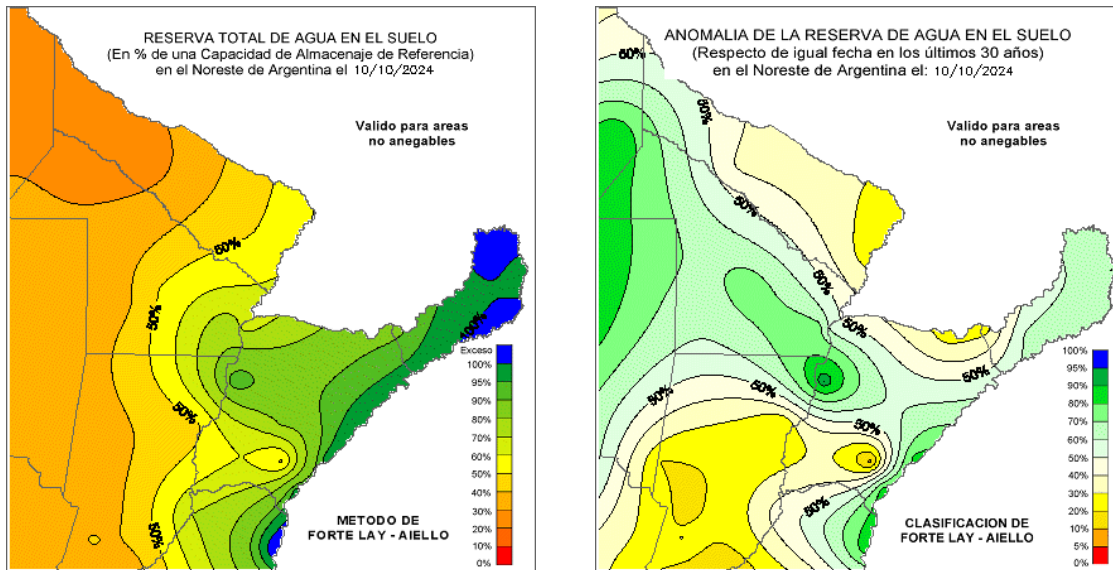 RESERVA TOTAL DE AGUA EN EL SUELO
(En % de una Capacidad de Almacenaje de Referencia)
en el Noreste de Argentina el 10/10/2024
Valido para areas
no anegables
50%
50%
50%
50%
100%
Exceso
100%
95%
90%
80%
70%
60%
50%
40%
30%
20%
10%
0%
METODO DE
FORTE LAY - AIELLO
ANOMALIA DE LA RESERVA DE AGUA EN EL SUELO
(Respecto de igual fecha en los últimos 30 años)
en el Noreste de Argentina el: 10/10/2024
Valido para areas
no anegables
50%
50%
50%
50%
50%
50%
50%
50%
50%
100%
95%
90%
80%
70%
60%
50%
40%
30%
20%
10%
5%
0%
CLASIFICACION DE
FORTE LAY - AIELLO